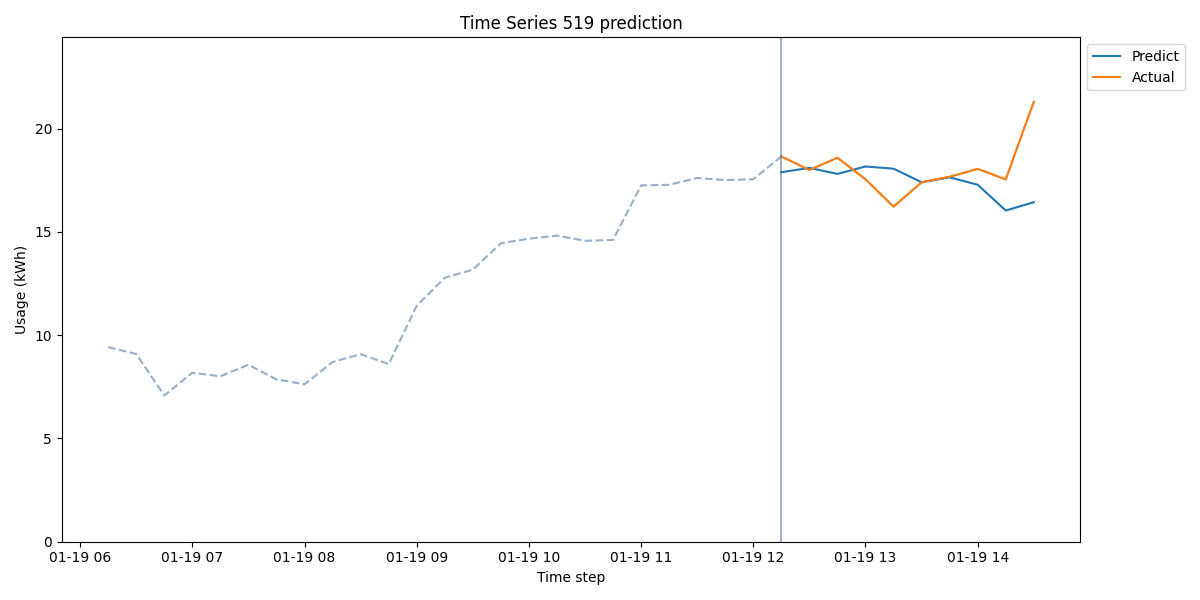 Time Series 519 prediction
Predict
Actual
Usage (kWh)
20
15
10
5
0
01-19 06 01-19 07 01-19 08 01-19 09 01-19 10 01-19 11 01-19 12 01-19 13 01-19 14
Time step